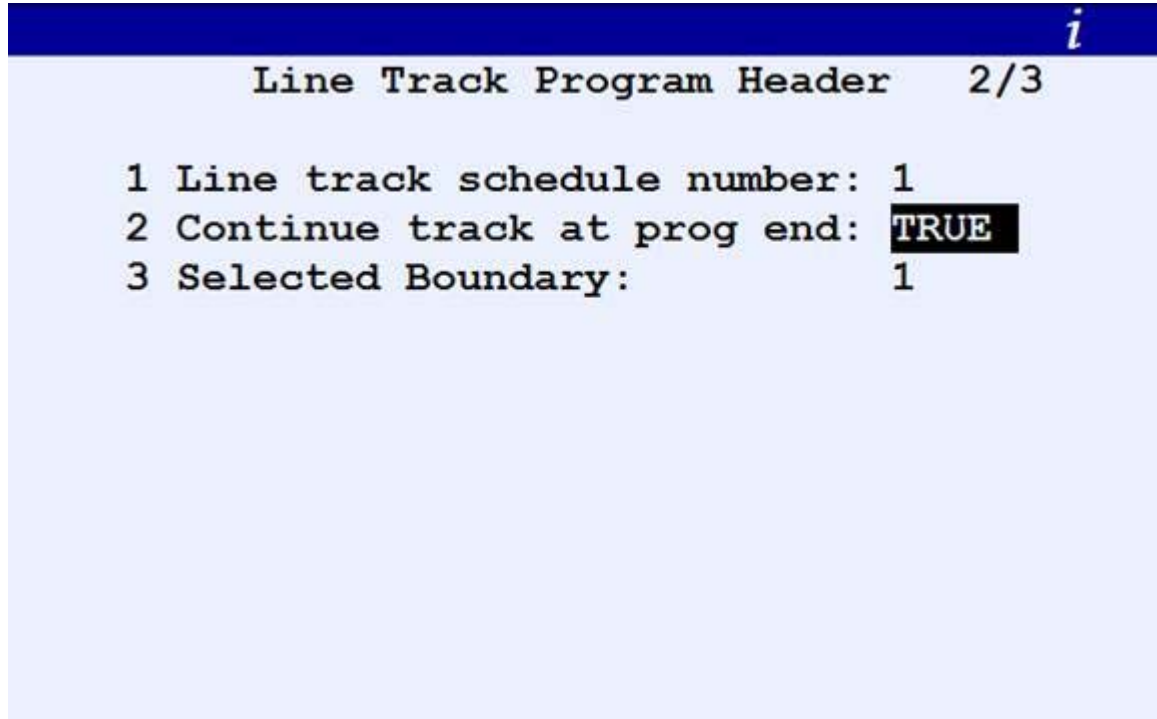 i
Line Track Program Header 2/3
1 Line track schedule number: 1
2 Continue track at prog end: TRUE
3 Selected Boundary: 1